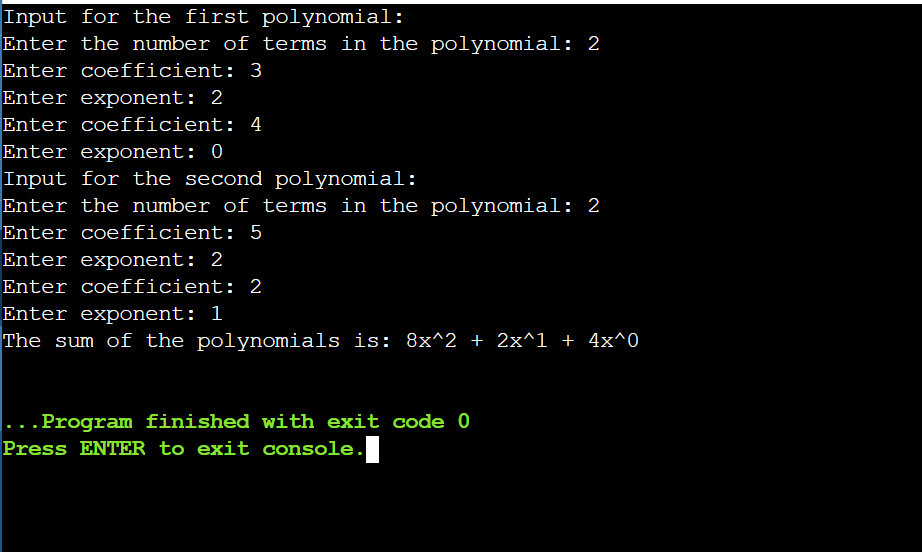 Input for the first polynomial:
Enter the number of terms in the polynomial: 2
Enter coefficient: 3
Enter exponent: 2
Enter coefficient: 4
Enter exponent: 0
Input for the second polynomial:
Enter the number of terms in the polynomial: 2
Enter coefficient: 5
Enter exponent: 2
Enter coefficient: 2
Enter exponent: 1
The sum of the polynomials is: 8x^2 + 2x^1 + 4x^0
...Program finished with exit code 0
Press ENTER to exit console.